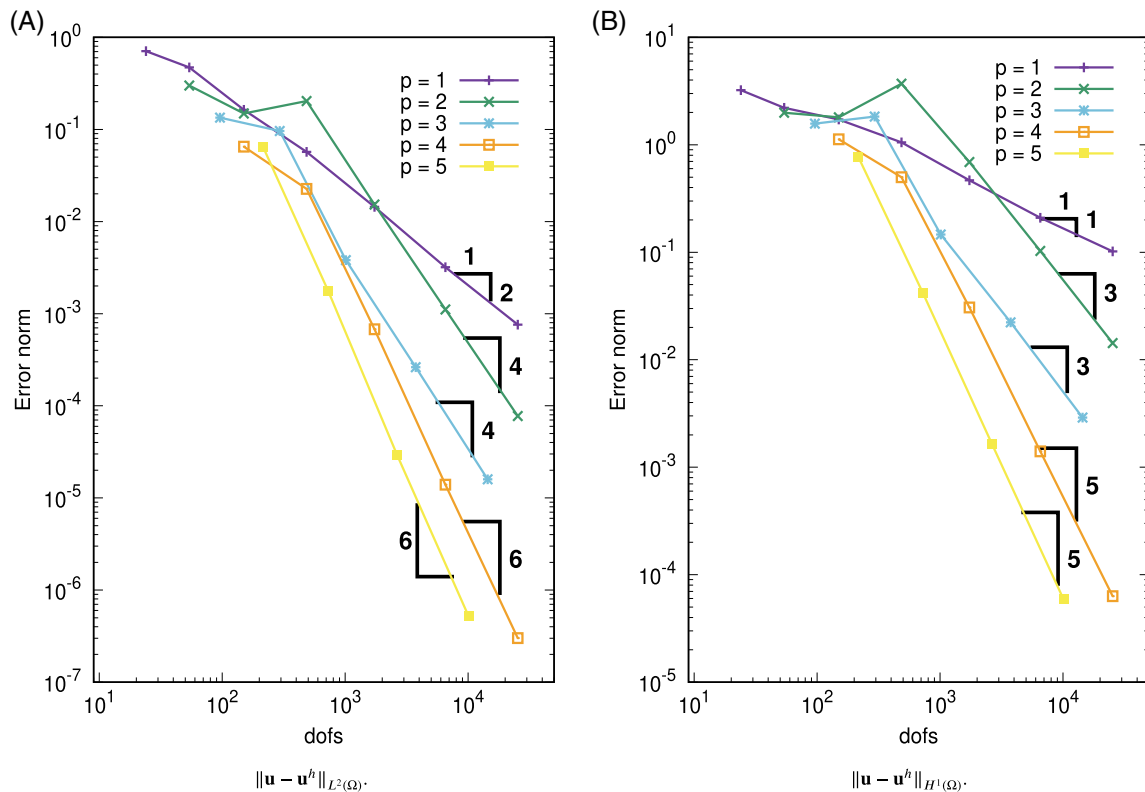 (A)
10^0
10^-1
10^-2
10^-3
10^-4
10^-5
10^-6
10^-7
Error norm
p = 1
p = 2
p = 3
p = 4
p = 5
1
2
4
4
6
6
10^1
10^2
10^3
10^4
dofs
‖u − u^h‖_{L²(Ω)}.
(B)
10^1
10^0
10^-1
10^-2
10^-3
10^-4
10^-5
Error norm
p = 1
p = 2
p = 3
p = 4
p = 5
1
1
3
3
5
5
10^1
10^2
10^3
10^4
dofs
‖u − u^h‖_{H¹(Ω)}.